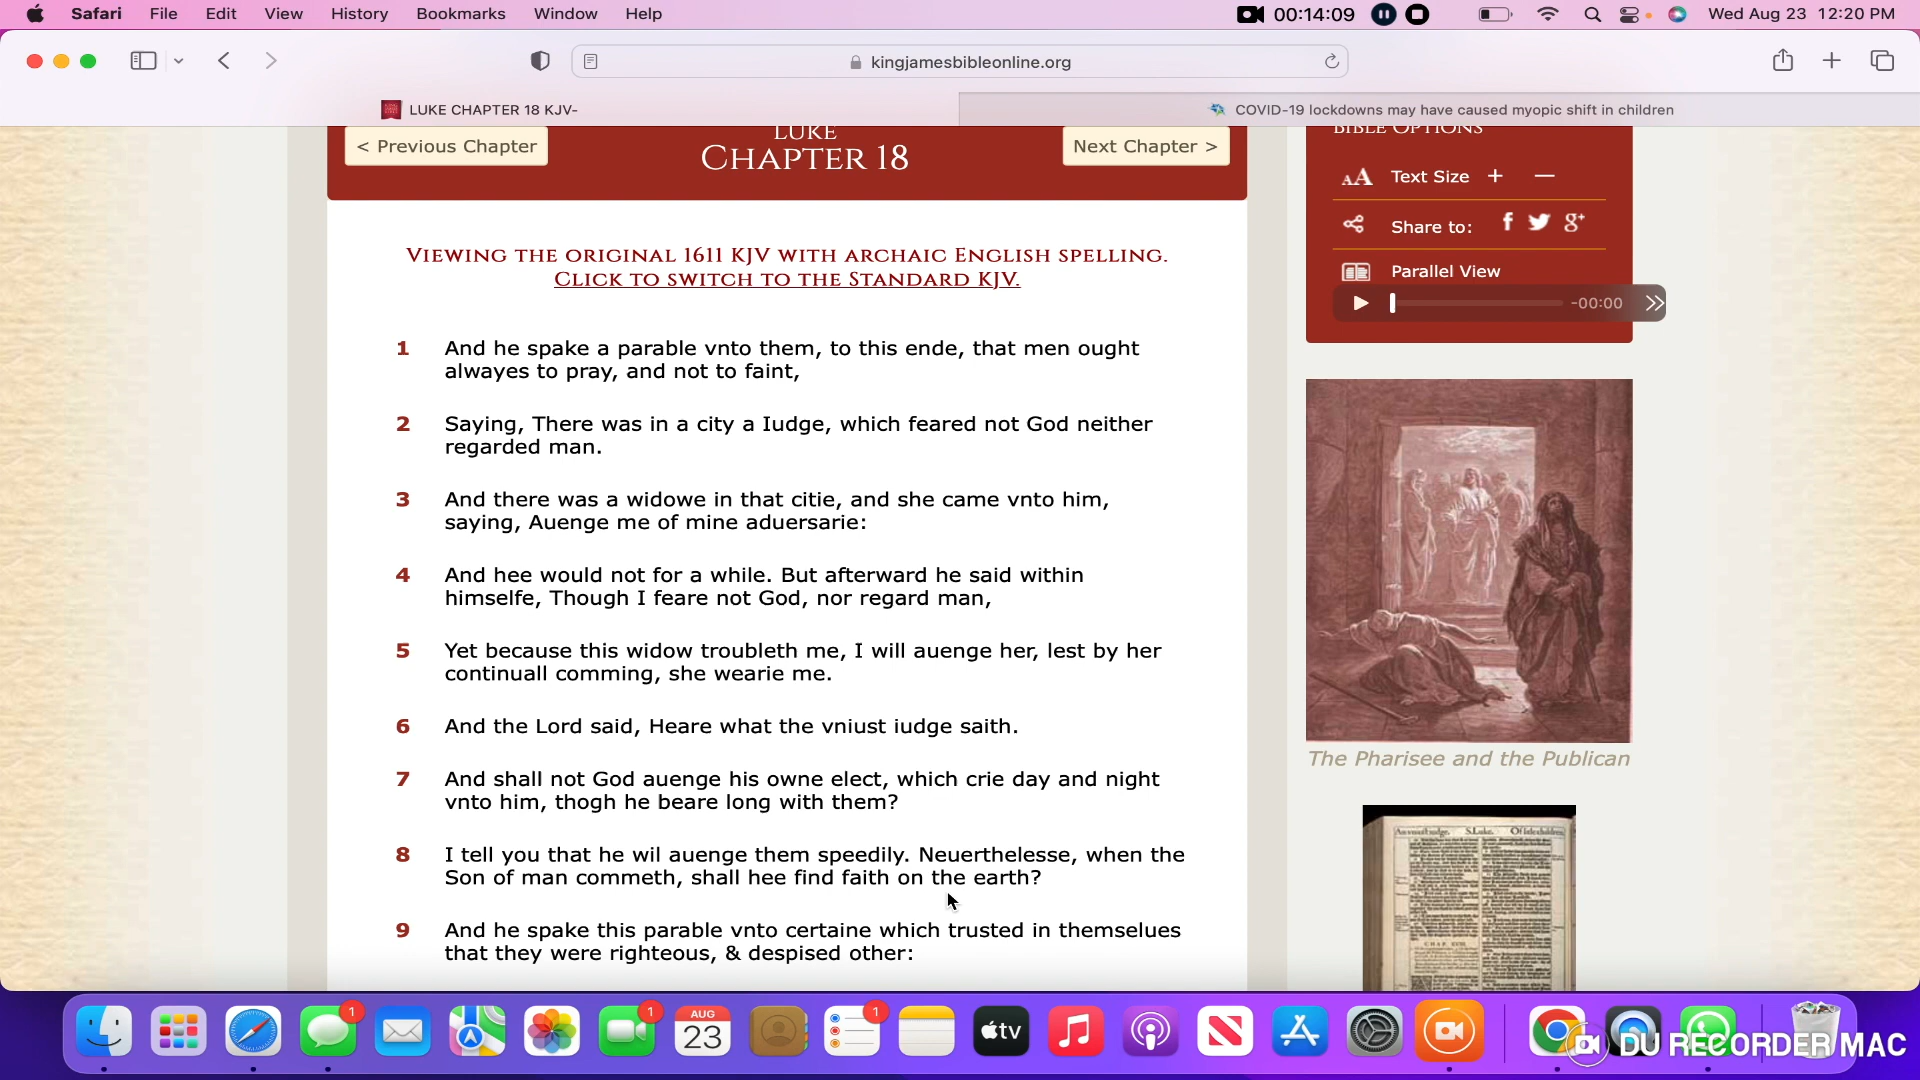 Safari File Edit View History Bookmarks Window Help 00:14:09 Wed Aug 23 12:20 PM
kingjamesbibleonline.org
LUKE CHAPTER 18 KJV-
COVID-19 lockdowns may have caused myopic shift in children
< Previous Chapter
LUKE
CHAPTER 18
Next Chapter >
VIEWING THE ORIGINAL 1611 KJV WITH ARCHAIC ENGLISH SPELLING.
CLICK TO SWITCH TO THE STANDARD KJV.
1 And he spake a parable vnto them, to this ende, that men ought
alwayes to pray, and not to faint,
2 Saying, There was in a city a Iudge, which feared not God neither
regarded man.
3 And there was a widowe in that citie, and she came vnto him,
saying, Auenge me of mine aduersarie:
4 And hee would not for a while. But afterward he said within
himselfe, Though I feare not God, nor regard man,
5 Yet because this widow troubleth me, I will auenge her, lest by her
continuall comming, she wearie me.
6 And the Lord said, Heare what the vniust iudge saith.
7 And shall not God auenge his owne elect, which crie day and night
vnto him, thogh he beare long with them?
8 I tell you that he wil auenge them speedily. Neuerthelesse, when the
Son of man commeth, shall hee find faith on the earth?
9 And he spake this parable vnto certaine which trusted in themselues
that they were righteous, & despised other:
BIBLE OPTIONS
AA Text Size + —
Share to: f g+
Parallel View
-00:00
The Pharisee and the Publican
An vniust iudge. S.Luke. Of litle children.
1
1
AUG
23
1
tv
DU RECORDER MAC